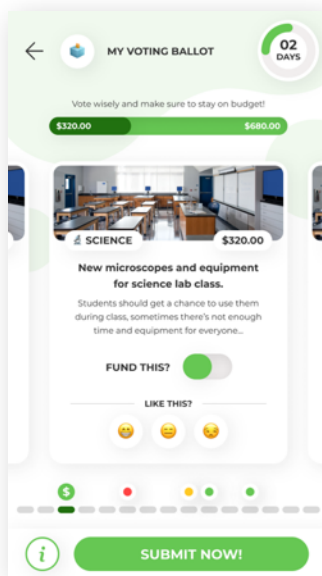 MY VOTING BALLOT
02
DAYS
Vote wisely and make sure to stay on budget!
$320.00 $680.00
SCIENCE $320.00
New microscopes and equipment
for science lab class.
Students should get a chance to use them
during class, sometimes there's not enough
time and equipment for everyone...
FUND THIS?
LIKE THIS?
$
i SUBMIT NOW!